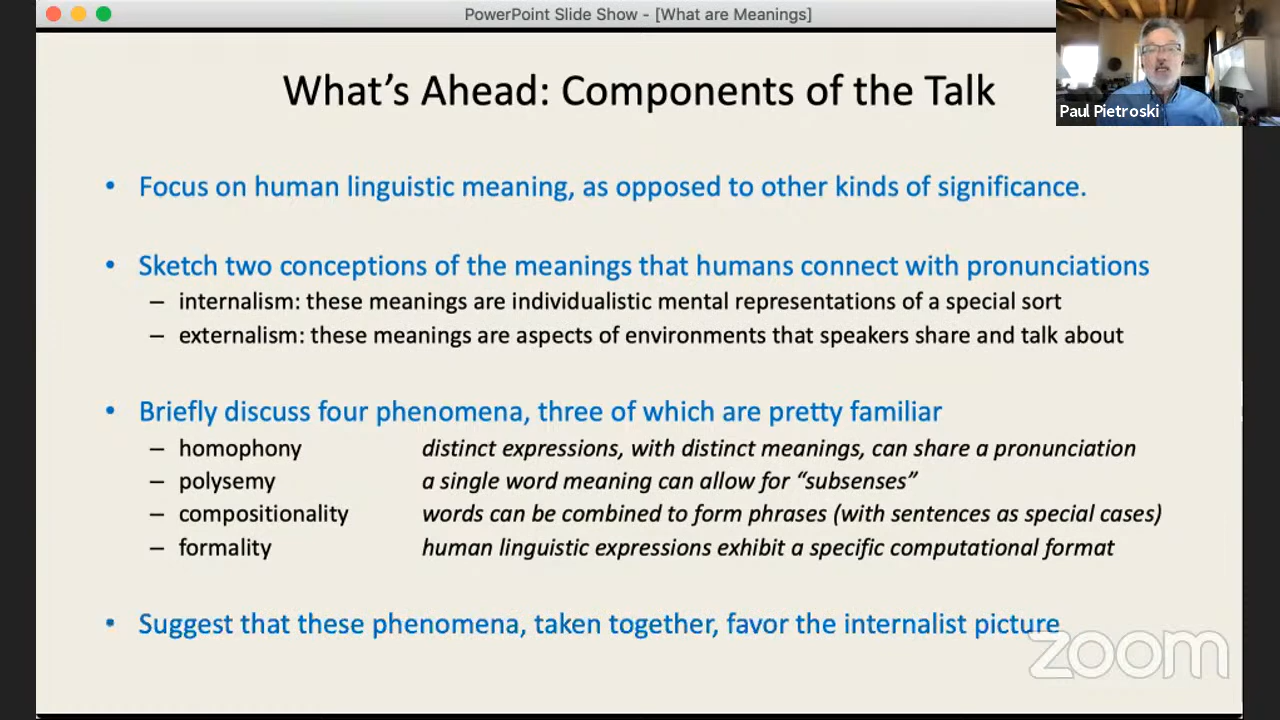 PowerPoint Slide Show - [What are Meanings]
What's Ahead: Components of the Talk
Paul Pietroski
• Focus on human linguistic meaning, as opposed to other kinds of significance.
• Sketch two conceptions of the meanings that humans connect with pronunciations
– internalism: these meanings are individualistic mental representations of a special sort
– externalism: these meanings are aspects of environments that speakers share and talk about
• Briefly discuss four phenomena, three of which are pretty familiar
– homophony distinct expressions, with distinct meanings, can share a pronunciation
– polysemy a single word meaning can allow for “subsenses”
– compositionality words can be combined to form phrases (with sentences as special cases)
– formality human linguistic expressions exhibit a specific computational format
• Suggest that these phenomena, taken together, favor the internalist picture
zoom